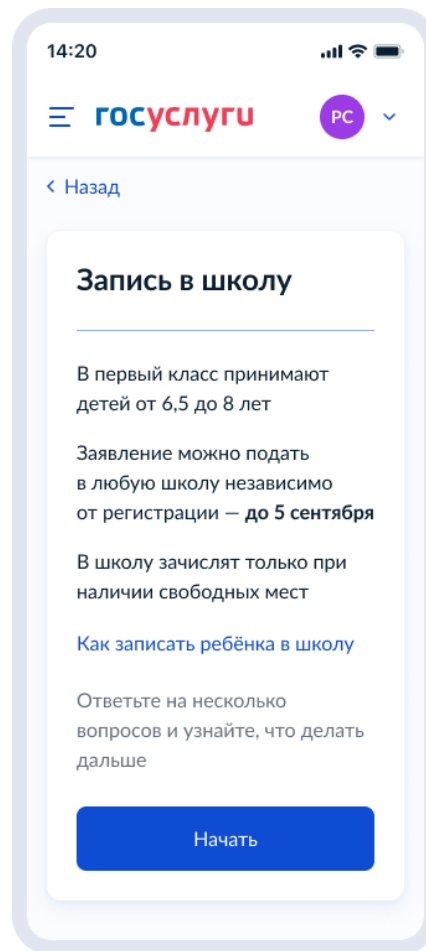 14:20
госуслуги
РС
Назад
Запись в школу
В первый класс принимают
детей от 6,5 до 8 лет
Заявление можно подать
в любую школу независимо
от регистрации — до 5 сентября
В школу зачислят только при
наличии свободных мест
Как записать ребёнка в школу
Ответьте на несколько
вопросов и узнайте, что делать
дальше
Начать